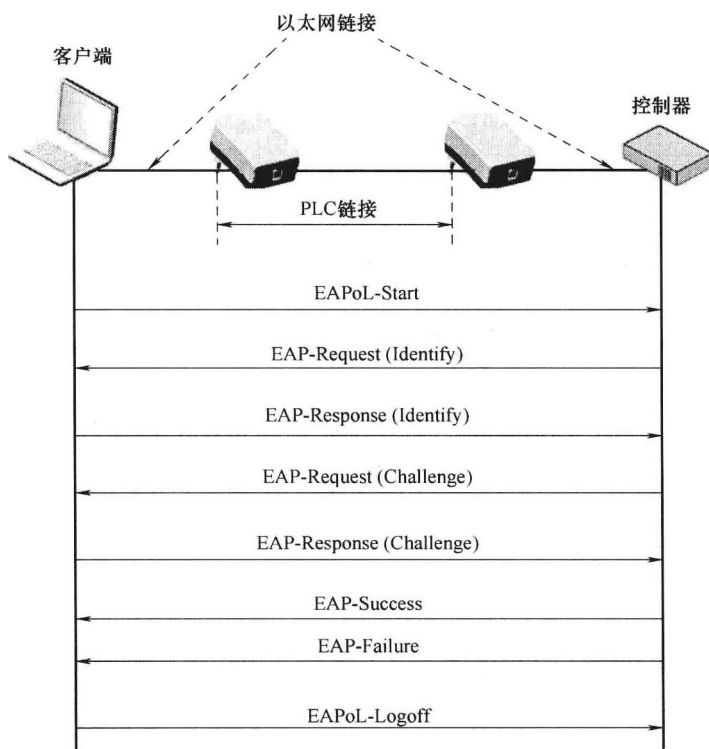 以太网链接
客户端
控制器
PLC链接
EAPoL-Start
EAP-Request (Identify)
EAP-Response (Identify)
EAP-Request (Challenge)
EAP-Response (Challenge)
EAP-Success
EAP-Failure
EAPoL-Logoff